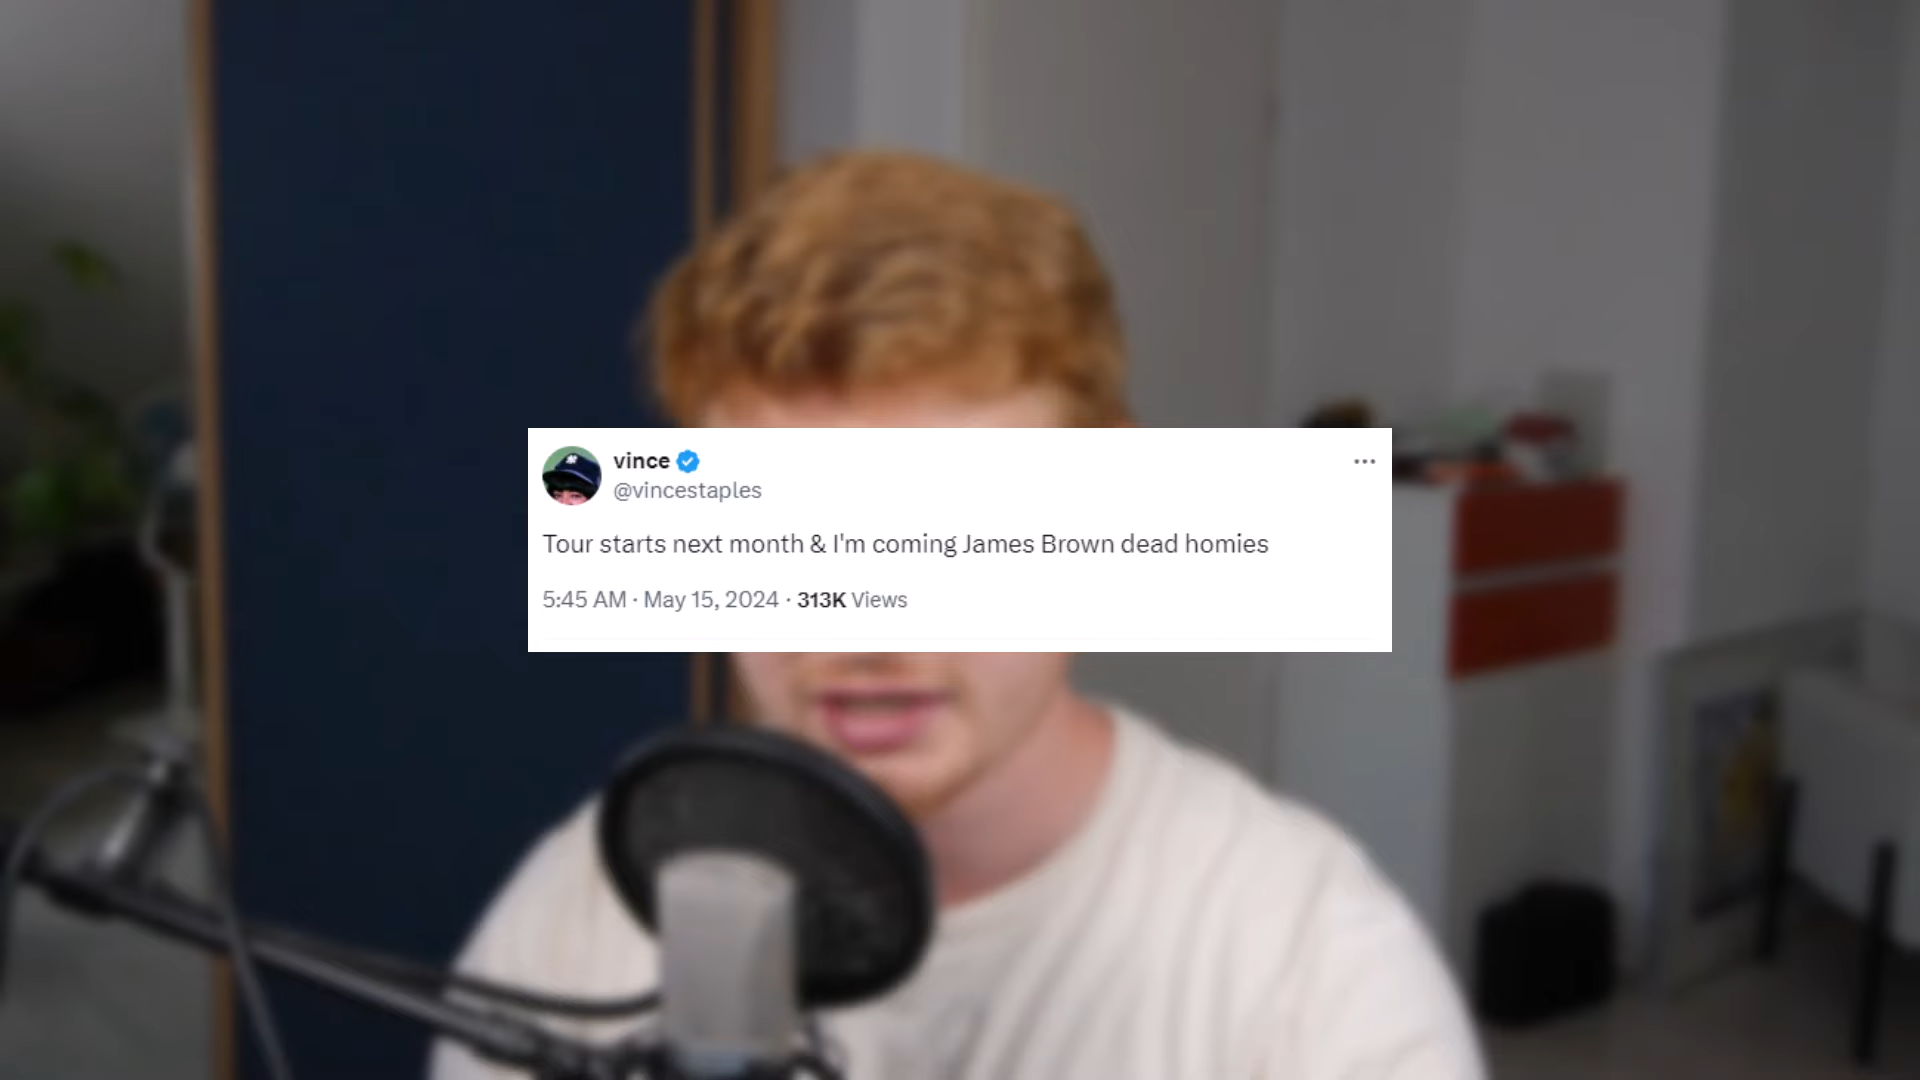 vince
@vincestaples
Tour starts next month & I'm coming James Brown dead homies
5:45 AM · May 15, 2024 · 313K Views